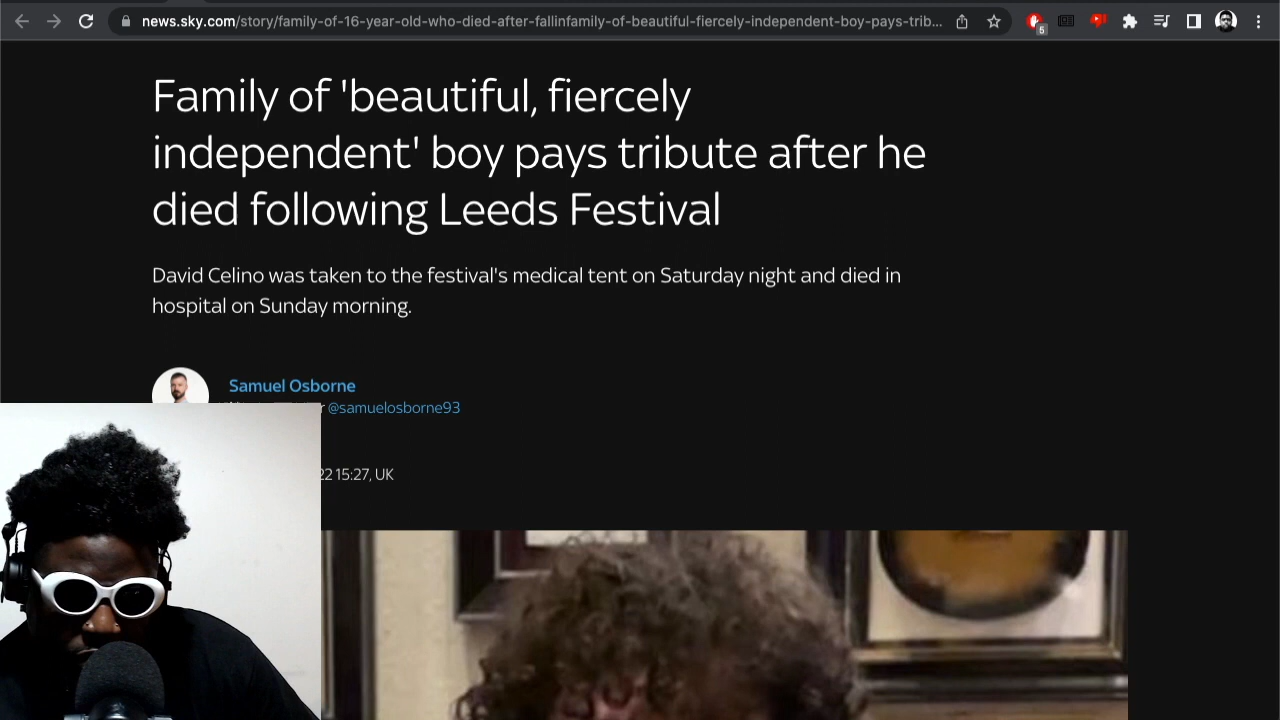 news.sky.com/story/family-of-16-year-old-who-died-after-fallinfamily-of-beautiful-fiercely-independent-boy-pays-trib...
5
Family of 'beautiful, fiercely
independent' boy pays tribute after he
died following Leeds Festival
David Celino was taken to the festival's medical tent on Saturday night and died in
hospital on Sunday morning.
Samuel Osborne
@samuelosborne93
22 15:27, UK